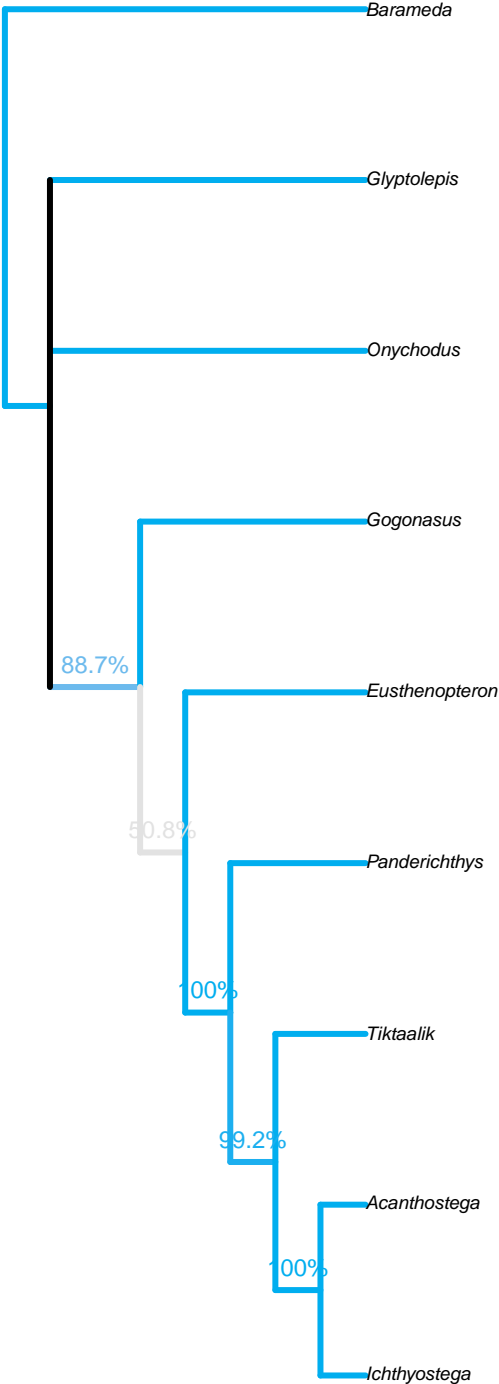 Barameda
Glyptolepis
Onychodus
Gogonasus
88.7%
Eusthenopteron
50.8%
Panderichthys
100%
Tiktaalik
99.2%
Acanthostega
100%
Ichthyostega